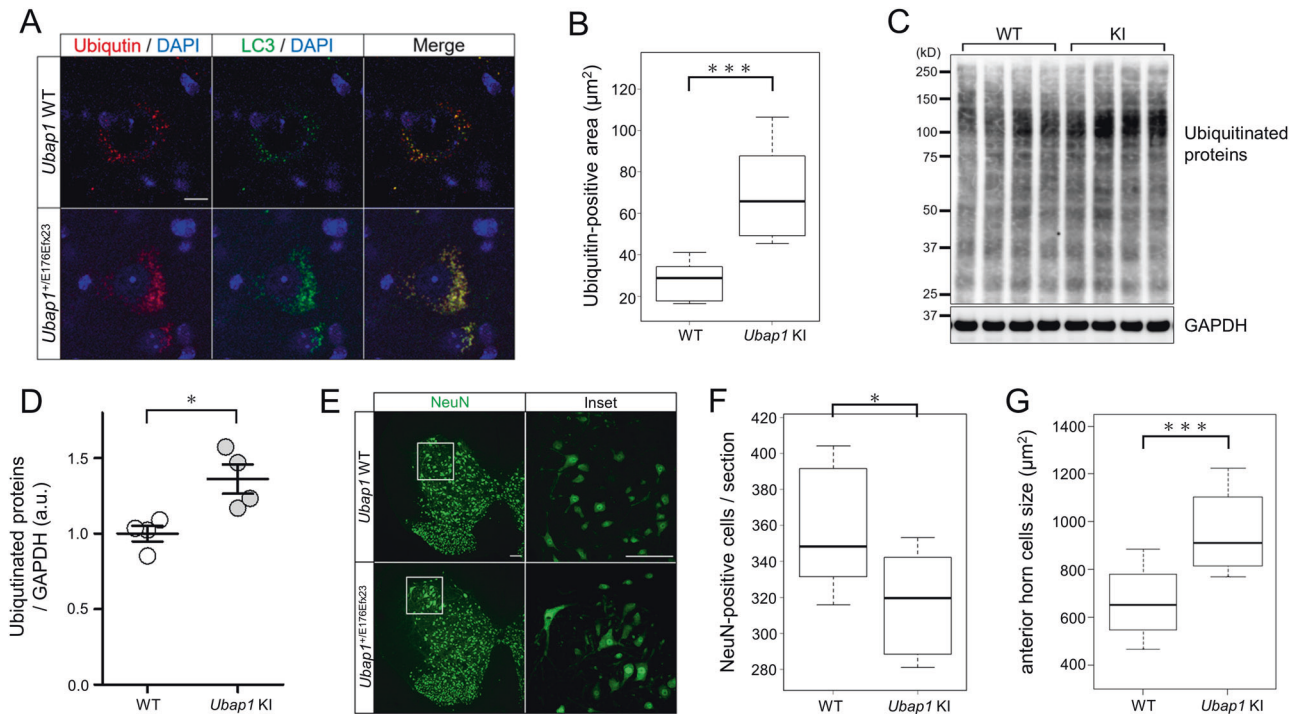 A
Ubiqutin / DAPI
LC3 / DAPI
Merge
Ubap1 WT
Ubap1+/E176Efx23
B
Ubiquitin-positive area (μm2)
120
100
80
60
40
20
***
WT
Ubap1 KI
C
WT
KI
(kD)
250
150
100
75
50
37
25
37
Ubiquitinated
proteins
GAPDH
D
Ubiqutinated proteins
/ GAPDH (a.u.)
1.5
1.0
0.5
0.0
*
WT
Ubap1 KI
E
NeuN
Inset
Ubap1 WT
Ubap1+/E176Efx23
F
NeuN-positive cells / section
420
400
380
360
340
320
300
280
*
WT
Ubap1 KI
G
anterior horn cells size (μm2)
1400
1200
1000
800
600
400
***
WT
Ubap1 KI